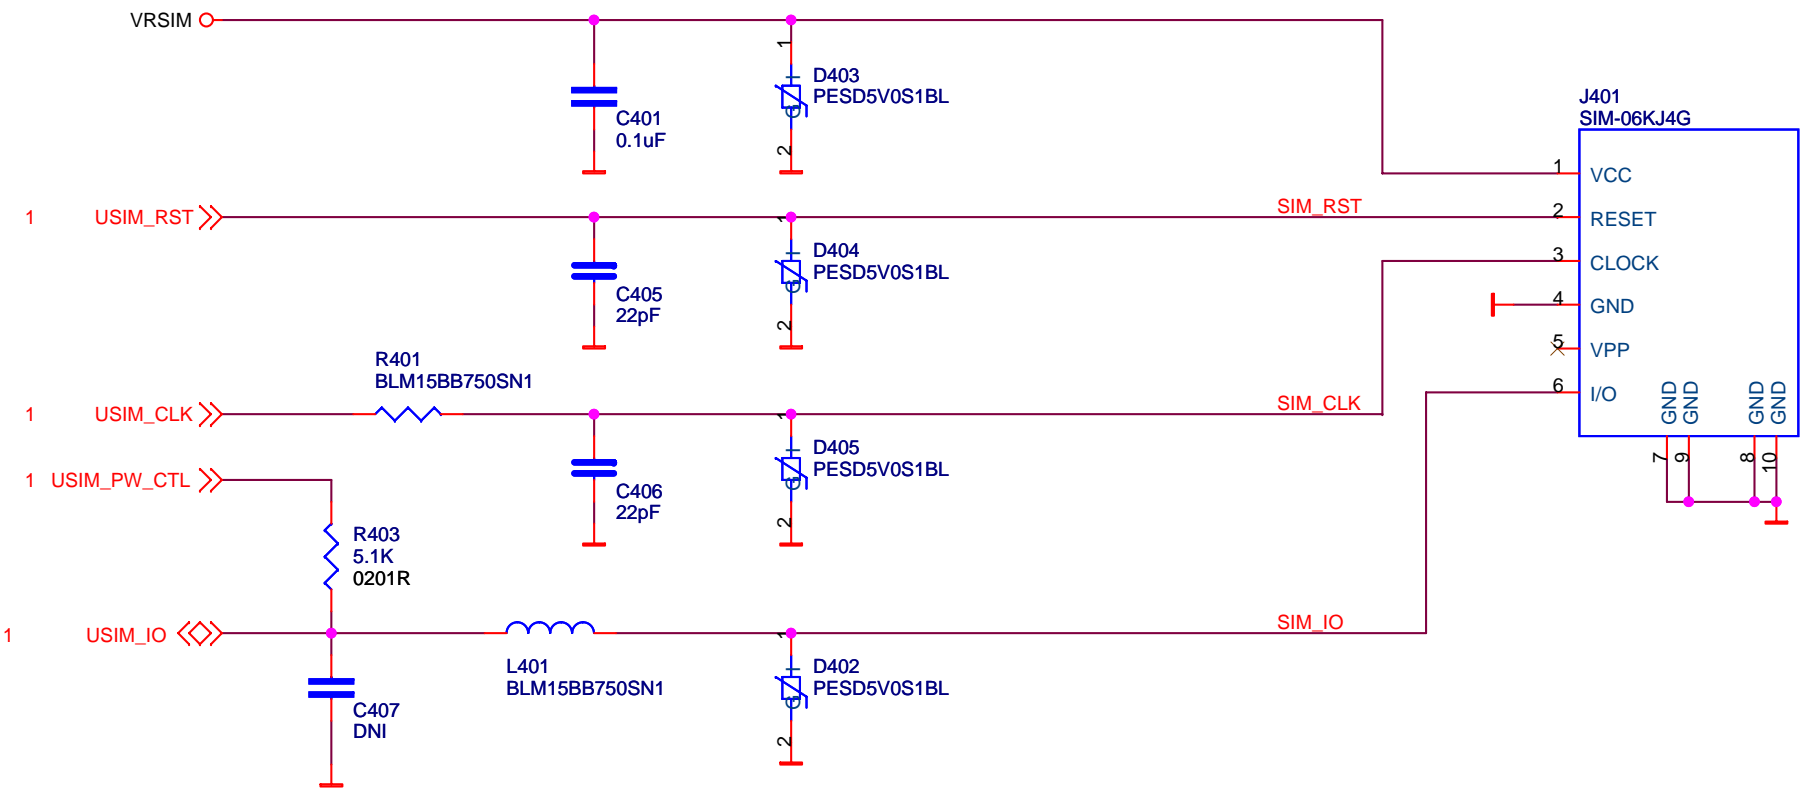 VRSIM
1
D403
PESD5V0S1BL
C401
0.1uF
2
J401
SIM-06KJ4G
1 VCC
1 USIM_RST
SIM_RST
2 RESET
1
D404
PESD5V0S1BL
C405
22pF
2
3 CLOCK
4 GND
5 VPP
6 I/O
GND
GND
GND
GND
7
9
8
10
R401
BLM15BB750SN1
1 USIM_CLK
SIM_CLK
1
D405
PESD5V0S1BL
C406
22pF
2
1 USIM_PW_CTL
R403
5.1K
0201R
1 USIM_IO
SIM_IO
L401
BLM15BB750SN1
1
D402
PESD5V0S1BL
2
C407
DNI